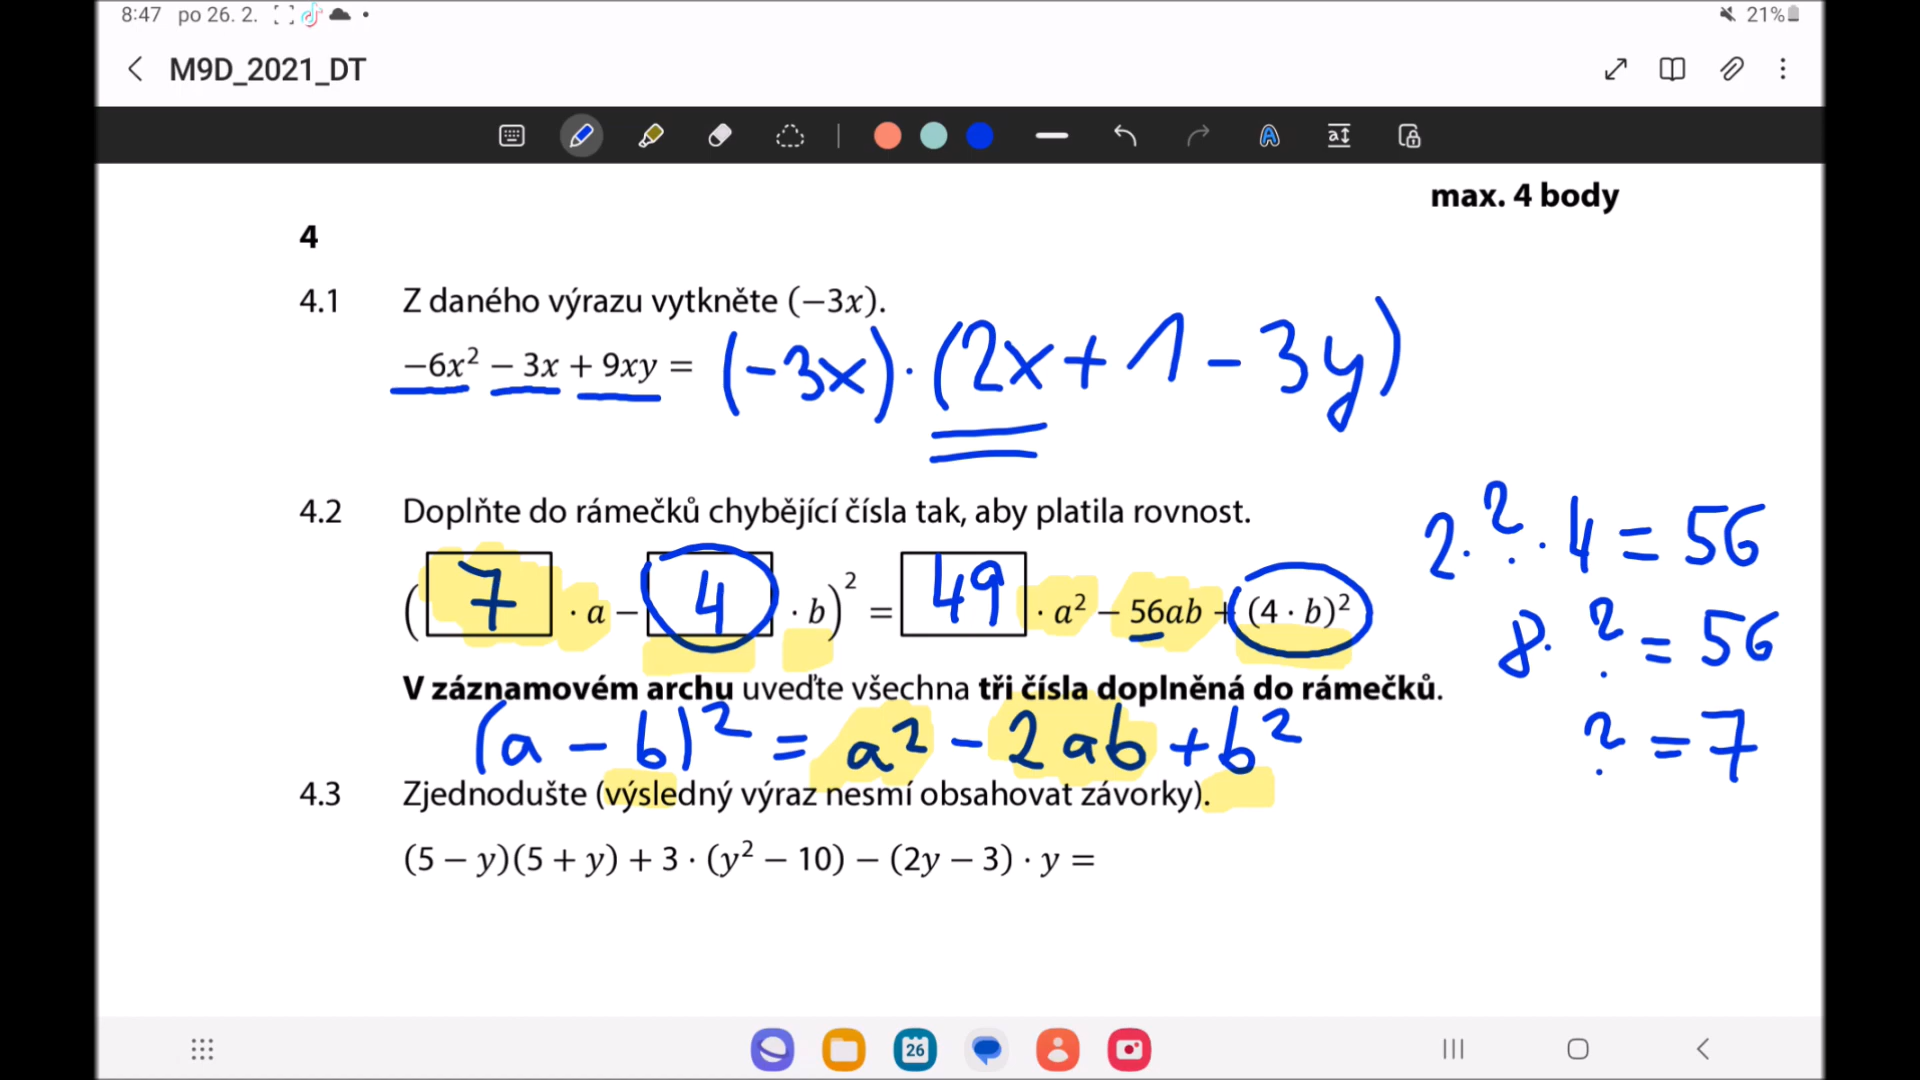 8:47 po 26. 2.
21%
M9D_2021_DT
max. 4 body
4
4.1 Z daného výrazu vytkněte (−3x).
−6x² − 3x + 9xy = (−3x) · (2x + 1 − 3y)
4.2 Doplňte do rámečků chybějící čísla tak, aby platila rovnost.
(7 · a − 4 · b)² = 49 · a² − 56ab + (4 · b)²
2 · ? · 4 = 56
8 · ? = 56
? = 7
V záznamovém archu uveďte všechna tři čísla doplněná do rámečků.
(a − b)² = a² − 2ab + b²
4.3 Zjednodušte (výsledný výraz nesmí obsahovat závorky).
(5 − y)(5 + y) + 3 · (y² − 10) − (2y − 3) · y =
26